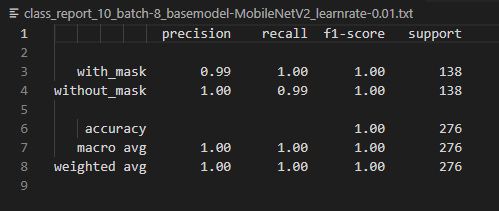 class_report_10_batch-8_basemodel-MobileNetV2_learnrate-0.01.txt
1 precision recall f1-score support
2
3 with_mask 0.99 1.00 1.00 138
4 without_mask 1.00 0.99 1.00 138
5
6 accuracy 1.00 276
7 macro avg 1.00 1.00 1.00 276
8 weighted avg 1.00 1.00 1.00 276
9